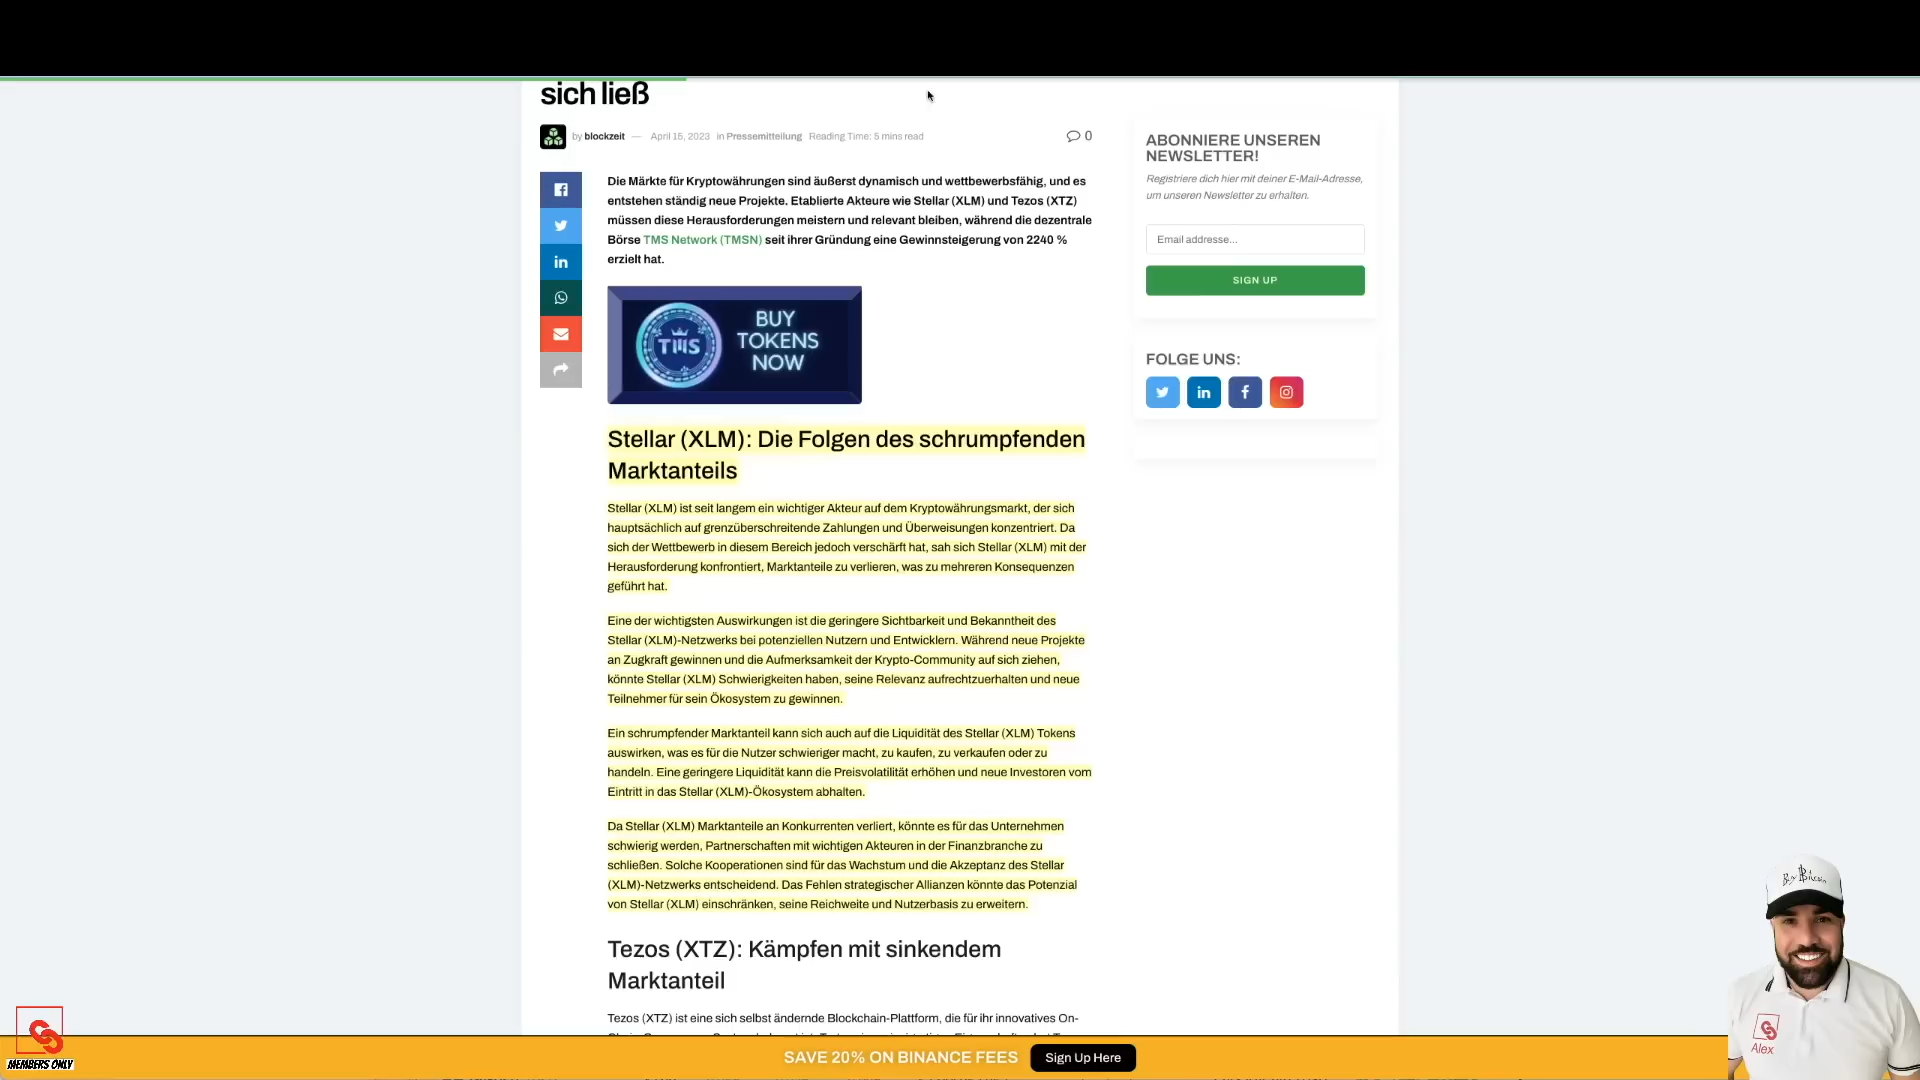 sich ließ
by blockzeit — April 15, 2023 in Pressemitteilung Reading Time: 5 mins read
0
Die Märkte für Kryptowährungen sind äußerst dynamisch und wettbewerbsfähig, und es
entstehen ständig neue Projekte. Etablierte Akteure wie Stellar (XLM) und Tezos (XTZ)
müssen diese Herausforderungen meistern und relevant bleiben, während die dezentrale
Börse TMS Network (TMSN) seit ihrer Gründung eine Gewinnsteigerung von 2240 %
erzielt hat.
TMS
BUY
TOKENS
NOW
Stellar (XLM): Die Folgen des schrumpfenden
Marktanteils
Stellar (XLM) ist seit langem ein wichtiger Akteur auf dem Kryptowährungsmarkt, der sich
hauptsächlich auf grenzüberschreitende Zahlungen und Überweisungen konzentriert. Da
sich der Wettbewerb in diesem Bereich jedoch verschärft hat, sah sich Stellar (XLM) mit der
Herausforderung konfrontiert, Marktanteile zu verlieren, was zu mehreren Konsequenzen
geführt hat.
Eine der wichtigsten Auswirkungen ist die geringere Sichtbarkeit und Bekanntheit des
Stellar (XLM)-Netzwerks bei potenziellen Nutzern und Entwicklern. Während neue Projekte
an Zugkraft gewinnen und die Aufmerksamkeit der Krypto-Community auf sich ziehen,
könnte Stellar (XLM) Schwierigkeiten haben, seine Relevanz aufrechtzuerhalten und neue
Teilnehmer für sein Ökosystem zu gewinnen.
Ein schrumpfender Marktanteil kann sich auch auf die Liquidität des Stellar (XLM) Tokens
auswirken, was es für die Nutzer schwieriger macht, zu kaufen, zu verkaufen oder zu
handeln. Eine geringere Liquidität kann die Preisvolatilität erhöhen und neue Investoren vom
Eintritt in das Stellar (XLM)-Ökosystem abhalten.
Da Stellar (XLM) Marktanteile an Konkurrenten verliert, könnte es für das Unternehmen
schwierig werden, Partnerschaften mit wichtigen Akteuren in der Finanzbranche zu
schließen. Solche Kooperationen sind für das Wachstum und die Akzeptanz des Stellar
(XLM)-Netzwerks entscheidend. Das Fehlen strategischer Allianzen könnte das Potenzial
von Stellar (XLM) einschränken, seine Reichweite und Nutzerbasis zu erweitern.
Tezos (XTZ): Kämpfen mit sinkendem
Marktanteil
Tezos (XTZ) ist eine sich selbst ändernde Blockchain-Plattform, die für ihr innovatives On-
ABONNIERE UNSEREN
NEWSLETTER!
Registriere dich hier mit deiner E-Mail-Adresse,
um unseren Newsletter zu erhalten.
Email addresse...
SIGN UP
FOLGE UNS:
SAVE 20% ON BINANCE FEES
Sign Up Here
MEMBERS ONLY
Alex